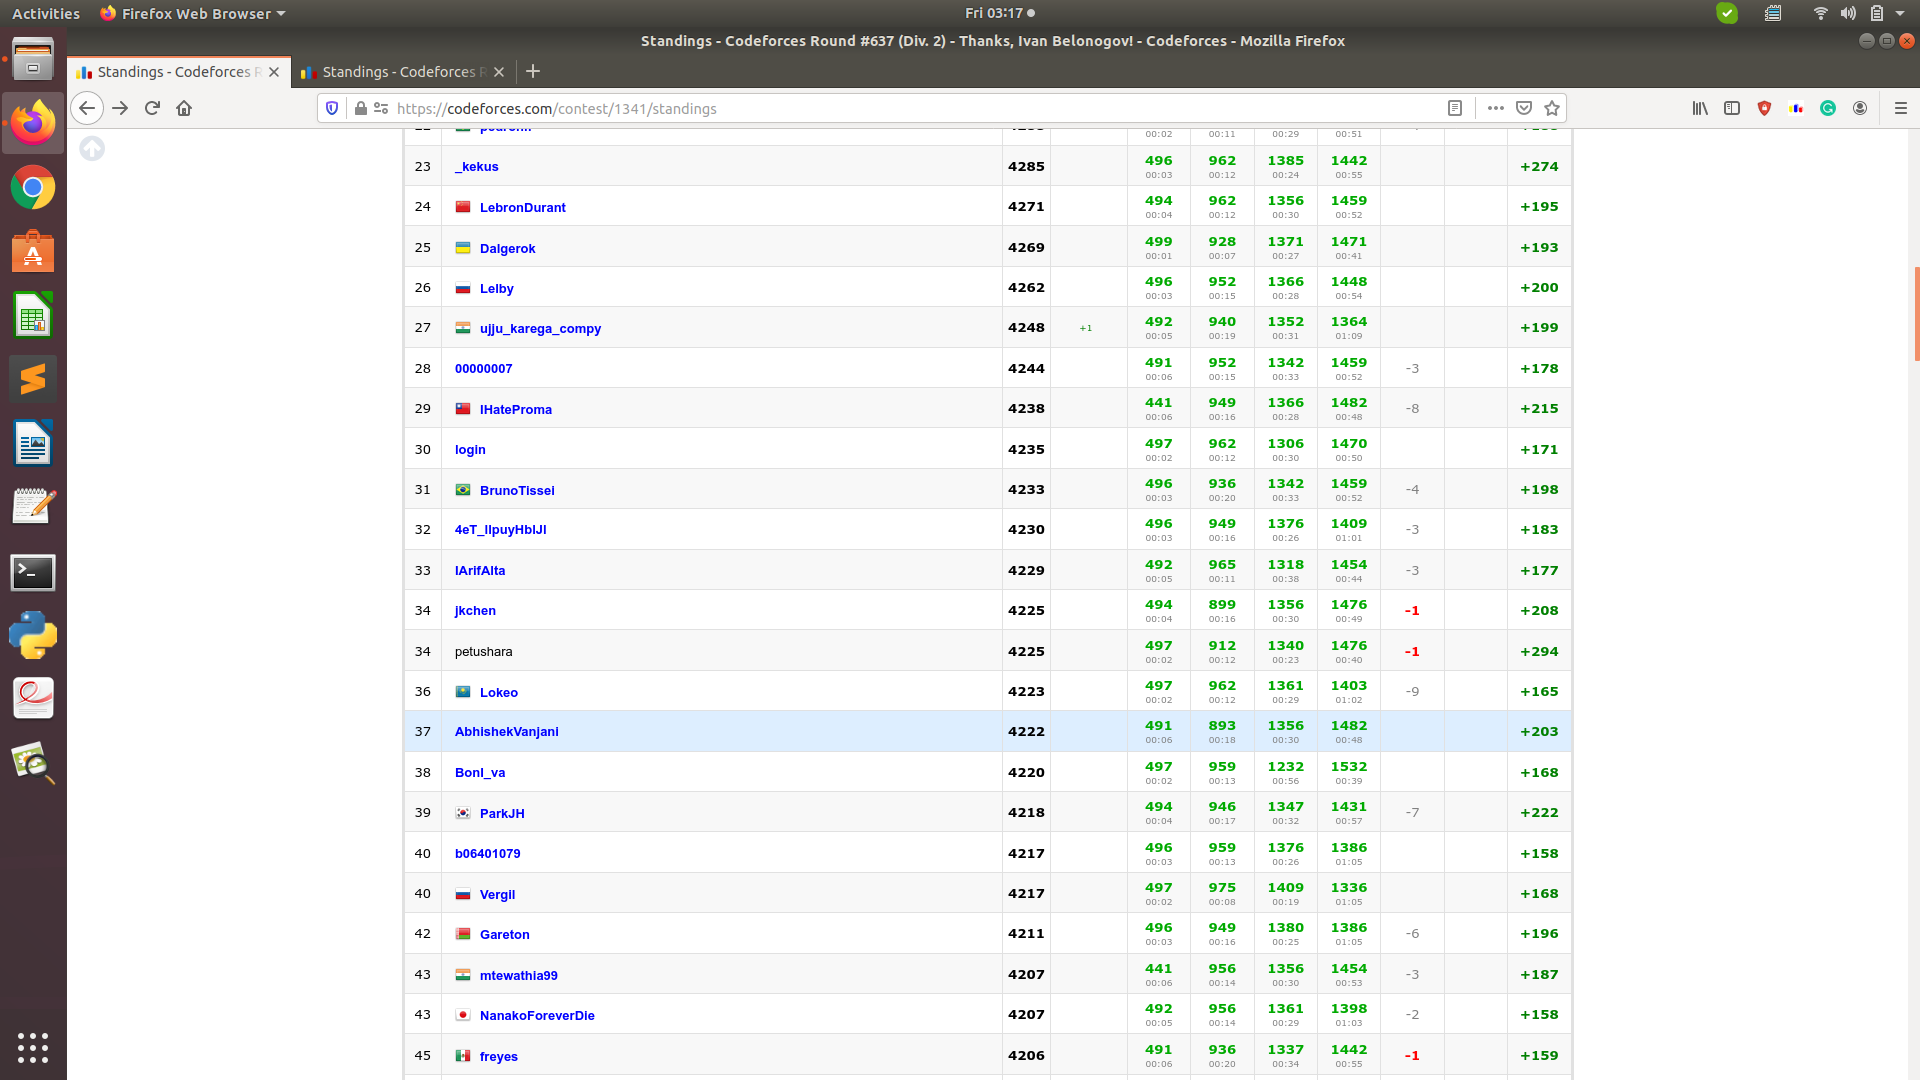 Activities Firefox Web Browser Fri 03:17
Standings - Codeforces Round #637 (Div. 2) - Thanks, Ivan Belonogov! - Codeforces - Mozilla Firefox
Standings - Codeforces R Standings - Codeforces R
https://codeforces.com/contest/1341/standings
00:02 00:11 00:29 00:51
23 _kekus 4285 496 962 1385 1442 +274
00:03 00:12 00:24 00:55
24 LebronDurant 4271 494 962 1356 1459 +195
00:04 00:12 00:30 00:52
25 Dalgerok 4269 499 928 1371 1471 +193
00:01 00:07 00:27 00:41
26 Lelby 4262 496 952 1366 1448 +200
00:03 00:15 00:28 00:54
27 ujju_karega_compy 4248 +1 492 940 1352 1364 +199
00:05 00:19 00:31 01:09
28 00000007 4244 491 952 1342 1459 -3 +178
00:06 00:15 00:33 00:52
29 IHateProma 4238 441 949 1366 1482 -8 +215
00:06 00:16 00:28 00:48
30 login 4235 497 962 1306 1470 +171
00:02 00:12 00:30 00:50
31 BrunoTissei 4233 496 936 1342 1459 -4 +198
00:03 00:20 00:33 00:52
32 4eT_llpuyHblJl 4230 496 949 1376 1409 -3 +183
00:03 00:16 00:26 01:01
33 IArifAlta 4229 492 965 1318 1454 -3 +177
00:05 00:11 00:38 00:44
34 jkchen 4225 494 899 1356 1476 -1 +208
00:04 00:16 00:30 00:49
34 petushara 4225 497 912 1340 1476 -1 +294
00:02 00:12 00:23 00:40
36 Lokeo 4223 497 962 1361 1403 -9 +165
00:02 00:12 00:29 01:02
37 AbhishekVanjani 4222 491 893 1356 1482 +203
00:06 00:18 00:30 00:48
38 BonI_va 4220 497 959 1232 1532 +168
00:02 00:13 00:56 00:39
39 ParkJH 4218 494 946 1347 1431 -7 +222
00:04 00:17 00:32 00:57
40 b06401079 4217 496 959 1376 1386 +158
00:03 00:13 00:26 01:05
40 Vergil 4217 497 975 1409 1336 +168
00:02 00:08 00:19 01:05
42 Gareton 4211 496 949 1380 1386 -6 +196
00:03 00:16 00:25 01:05
43 mtewathia99 4207 441 956 1356 1454 -3 +187
00:06 00:14 00:30 00:53
43 NanakoForeverDie 4207 492 956 1361 1398 -2 +158
00:05 00:14 00:29 01:03
45 freyes 4206 491 936 1337 1442 -1 +159
00:06 00:20 00:34 00:55